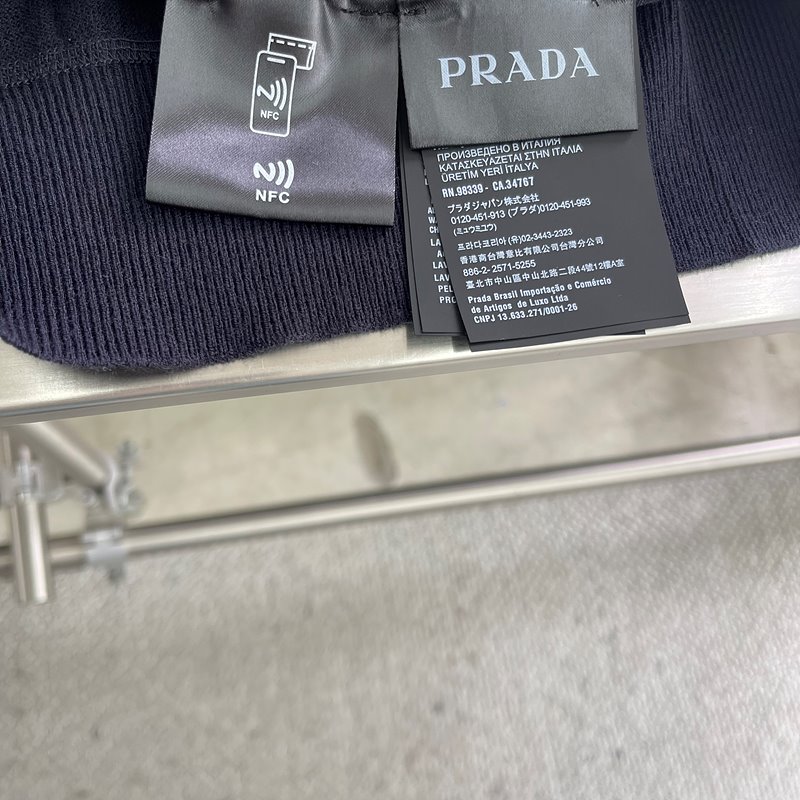 NFC
NFC
PRADA
ПРОИЗВЕДЕНО В ИТАЛИЯ
ΚΑΤΑΣΚΕΥΑΖΕΤΑΙ ΣΤΗΝ ΙΤΑΛΙΑ
ÜRETİM YERİ İTALYA
RN.98339 - CA.34767
プラダジャパン株式会社
0120-451-913 (プラダ)0120-451-993
(ミュウミュウ)
프라다코리아 (유)02-3443-2323
香港商台灣意比有限公司台灣分公司
886-2- 2571-5255
臺北市中山區中山北路二段44號12樓A室
Prada Brasil Importação e Comércio
de Artigos de Luxo Ltda
CNPJ 13.633.271/0001-26